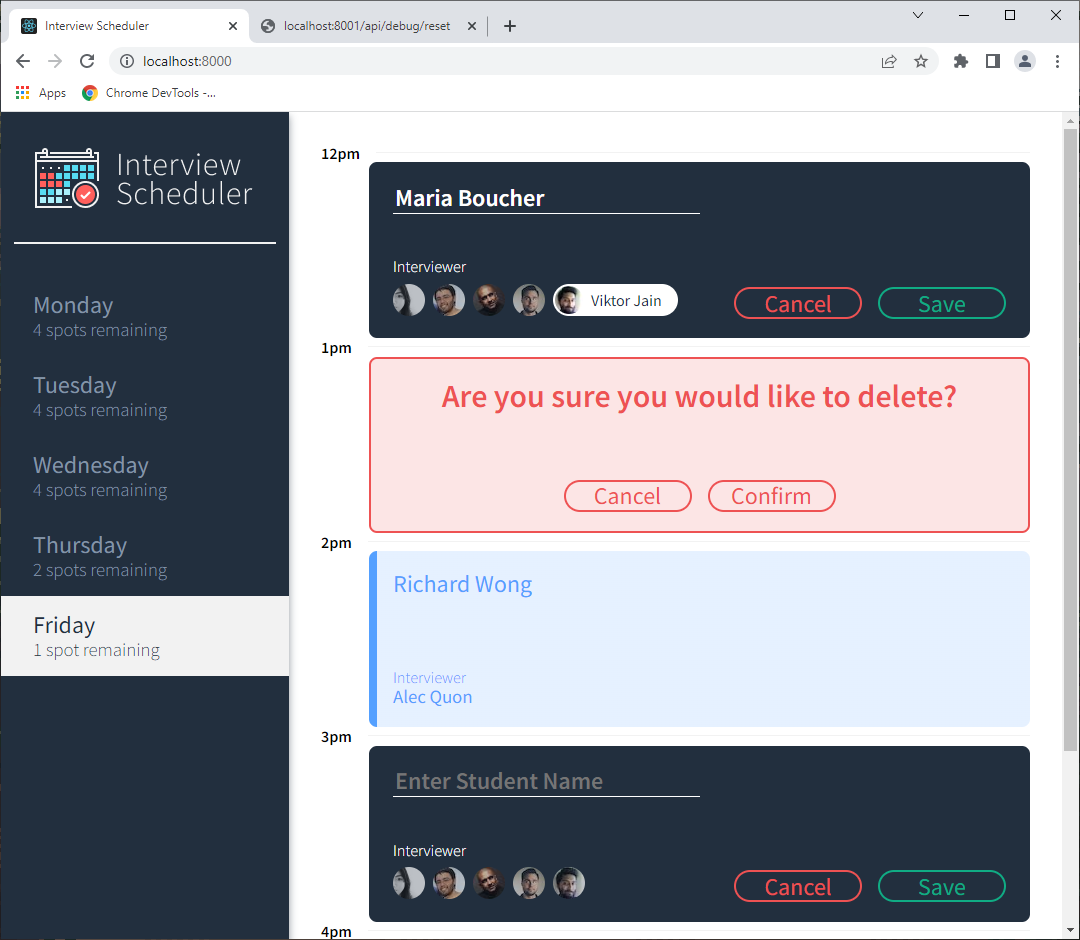 Interview Scheduler
localhost:8001/api/debug/reset
localhost:8000
Apps
Chrome DevTools -...
Interview
Scheduler
Monday
4 spots remaining
Tuesday
4 spots remaining
Wednesday
4 spots remaining
Thursday
2 spots remaining
Friday
1 spot remaining
12pm
Maria Boucher
Interviewer
Viktor Jain
Cancel
Save
1pm
Are you sure you would like to delete?
Cancel
Confirm
2pm
Richard Wong
Interviewer
Alec Quon
3pm
Enter Student Name
Interviewer
Cancel
Save
4pm